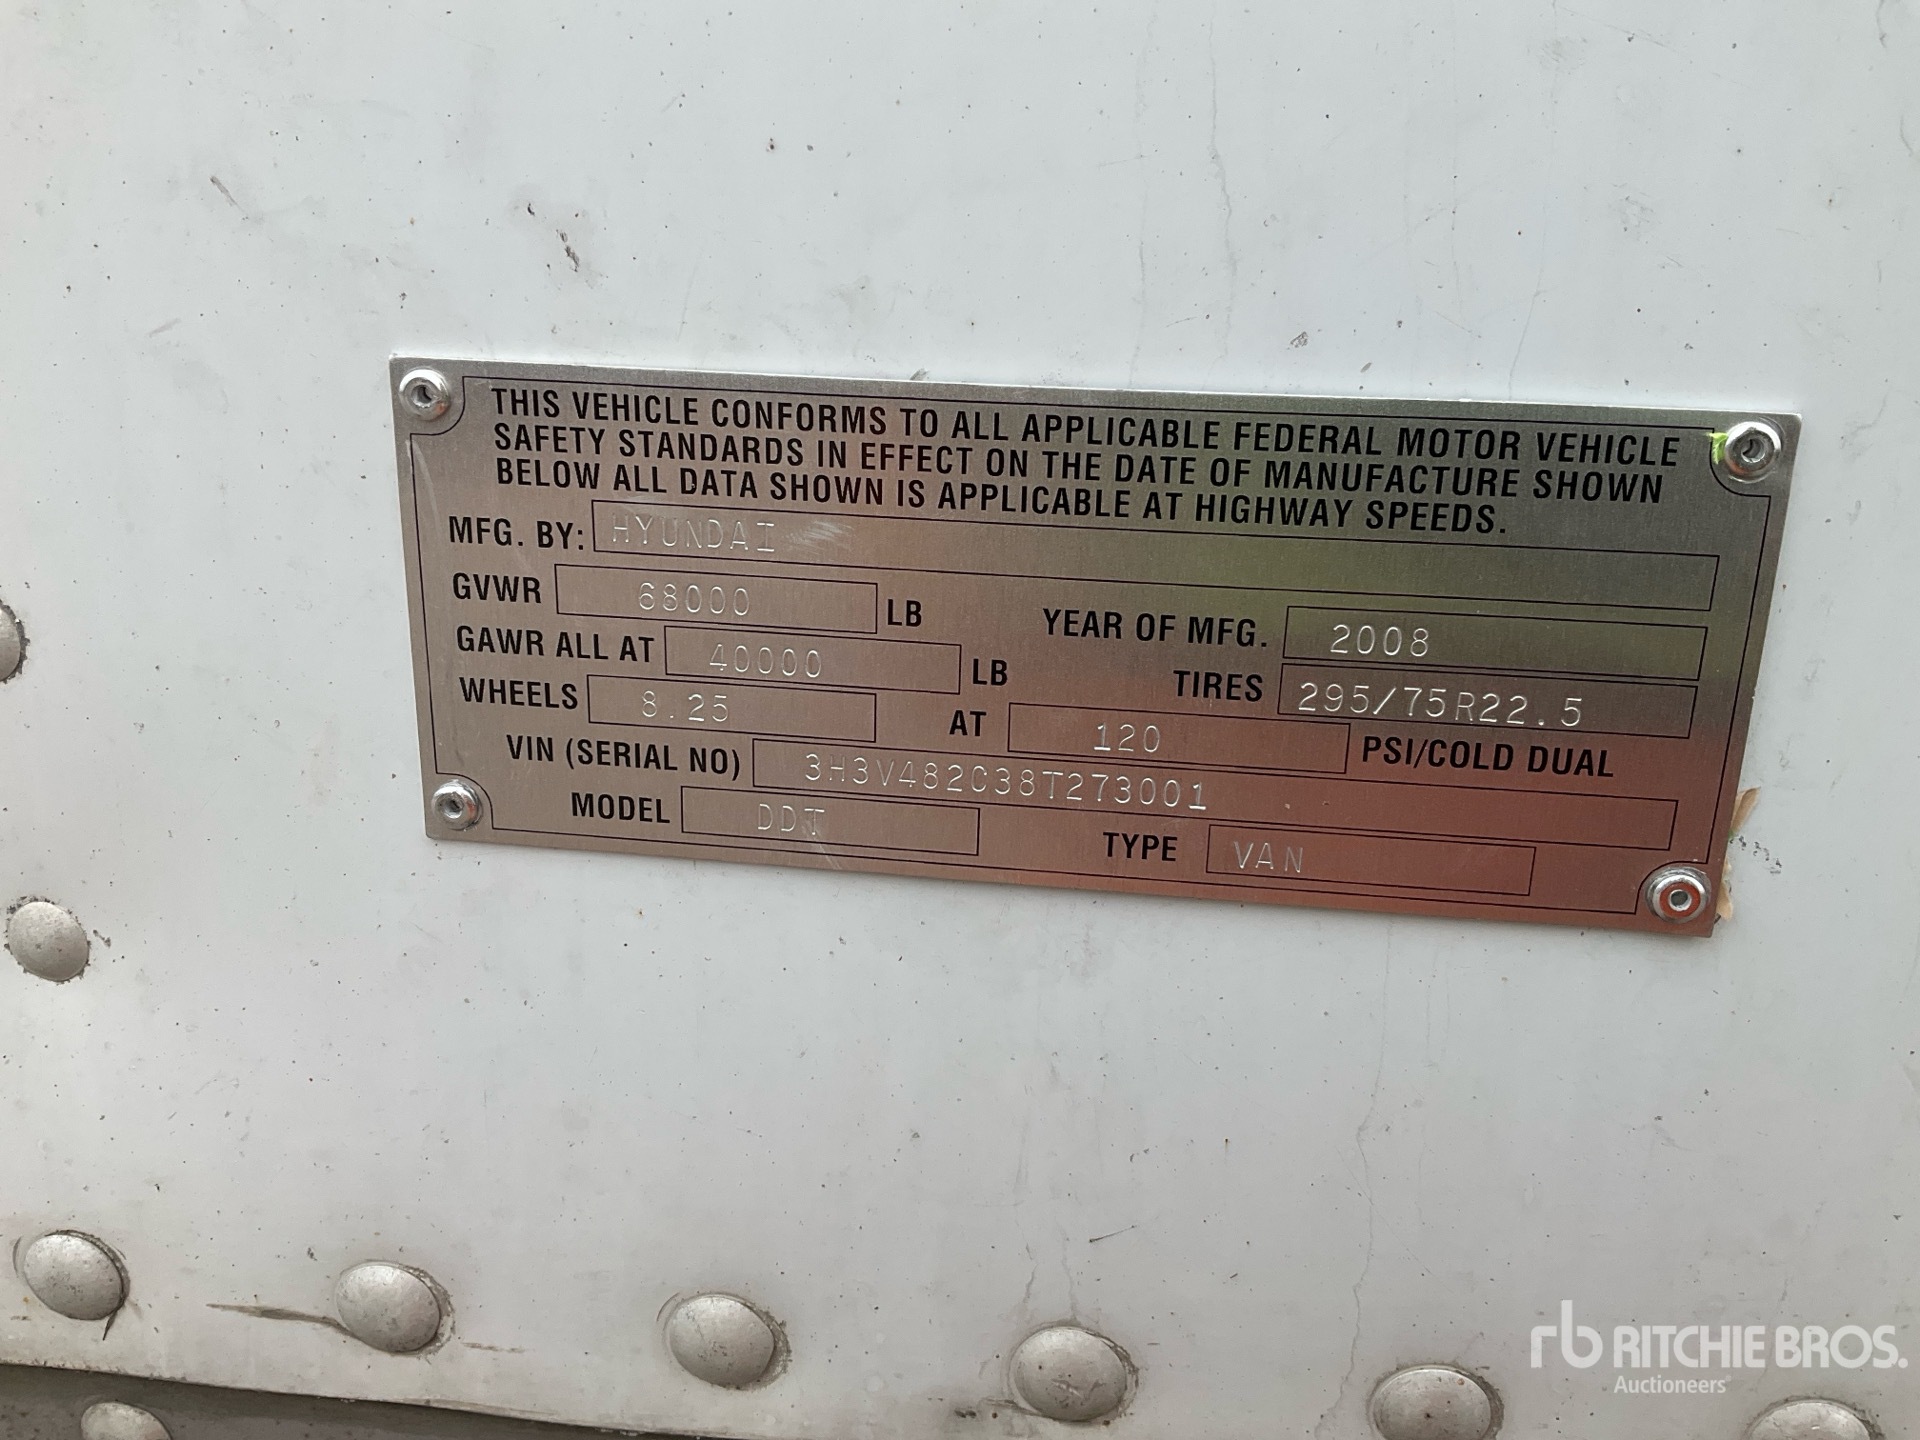 THIS VEHICLE CONFORMS TO ALL APPLICABLE FEDERAL MOTOR VEHICLE
SAFETY STANDARDS IN EFFECT ON THE DATE OF MANUFACTURE SHOWN
BELOW ALL DATA SHOWN IS APPLICABLE AT HIGHWAY SPEEDS.
MFG. BY: HYUNDAI
GVWR 68000 LB YEAR OF MFG. 2008
GAWR ALL AT 40000 LB TIRES 295/75R22.5
WHEELS 8.25 AT 120 PSI/COLD DUAL
VIN (SERIAL NO) 3H3V482C38T273001
MODEL DDT TYPE VAN
rb RITCHIE BROS.
Auctioneers